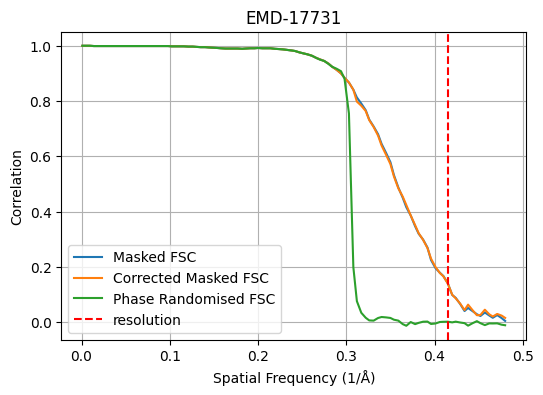 EMD-17731
1.0
0.8
0.6
0.4
0.2
0.0
Correlation
Masked FSC
Corrected Masked FSC
Phase Randomised FSC
resolution
0.0
0.1
0.2
0.3
0.4
0.5
Spatial Frequency (1/Å)